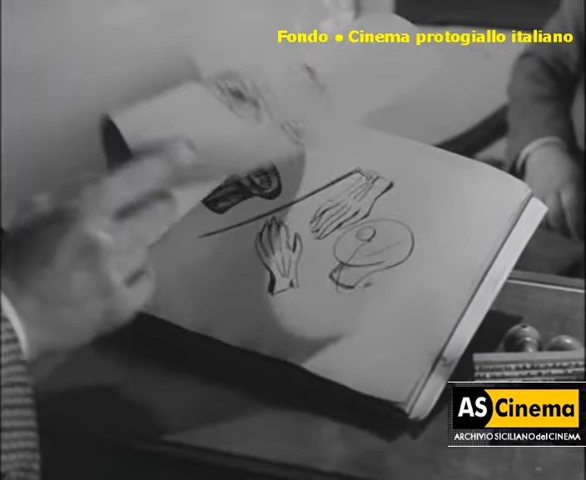 Fondo • Cinema protogiallo italiano
AS Cinema
ARCHIVIO SICILIANO del CINEMA